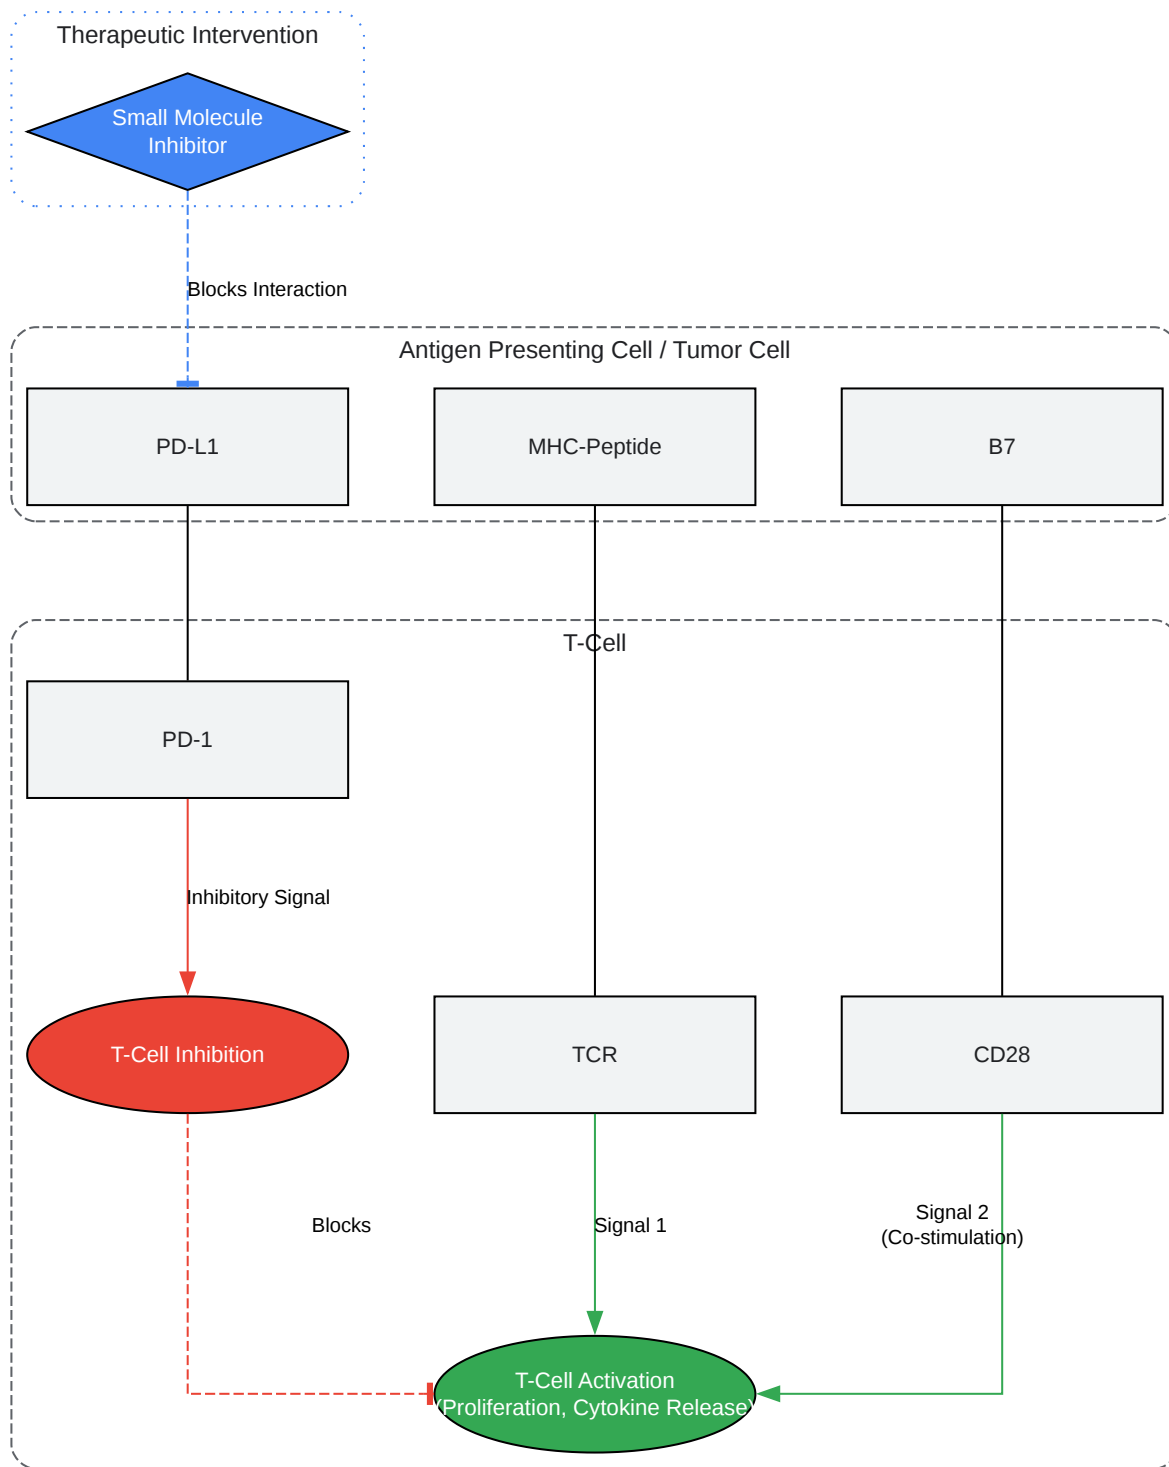 Therapeutic Intervention
Small Molecule
Inhibitor
Blocks Interaction
Antigen Presenting Cell / Tumor Cell
PD-L1
MHC-Peptide
B7
T-Cell
PD-1
Inhibitory Signal
T-Cell Inhibition
TCR
CD28
Blocks
Signal 1
Signal 2
(Co-stimulation)
T-Cell Activation
(Proliferation, Cytokine Release)